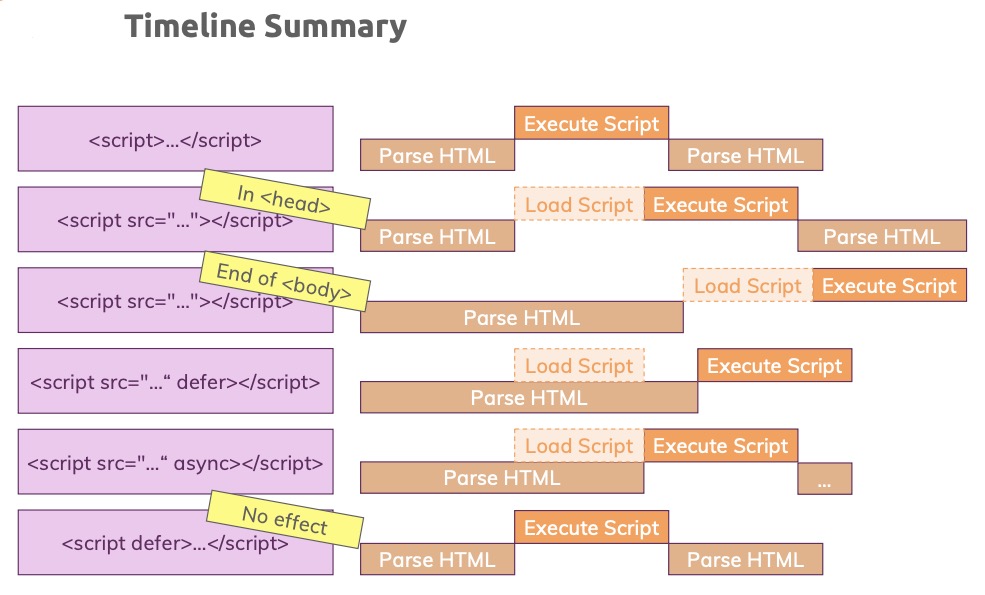 Timeline Summary
<script>...</script>
Execute Script
Parse HTML
Parse HTML
In <head>
<script src="..."></script>
Load Script
Execute Script
Parse HTML
Parse HTML
End of <body>
<script src="..."></script>
Load Script
Execute Script
Parse HTML
<script src="...“ defer></script>
Load Script
Execute Script
Parse HTML
<script src="...“ async></script>
Load Script
Execute Script
Parse HTML
...
No effect
<script defer>...</script>
Execute Script
Parse HTML
Parse HTML